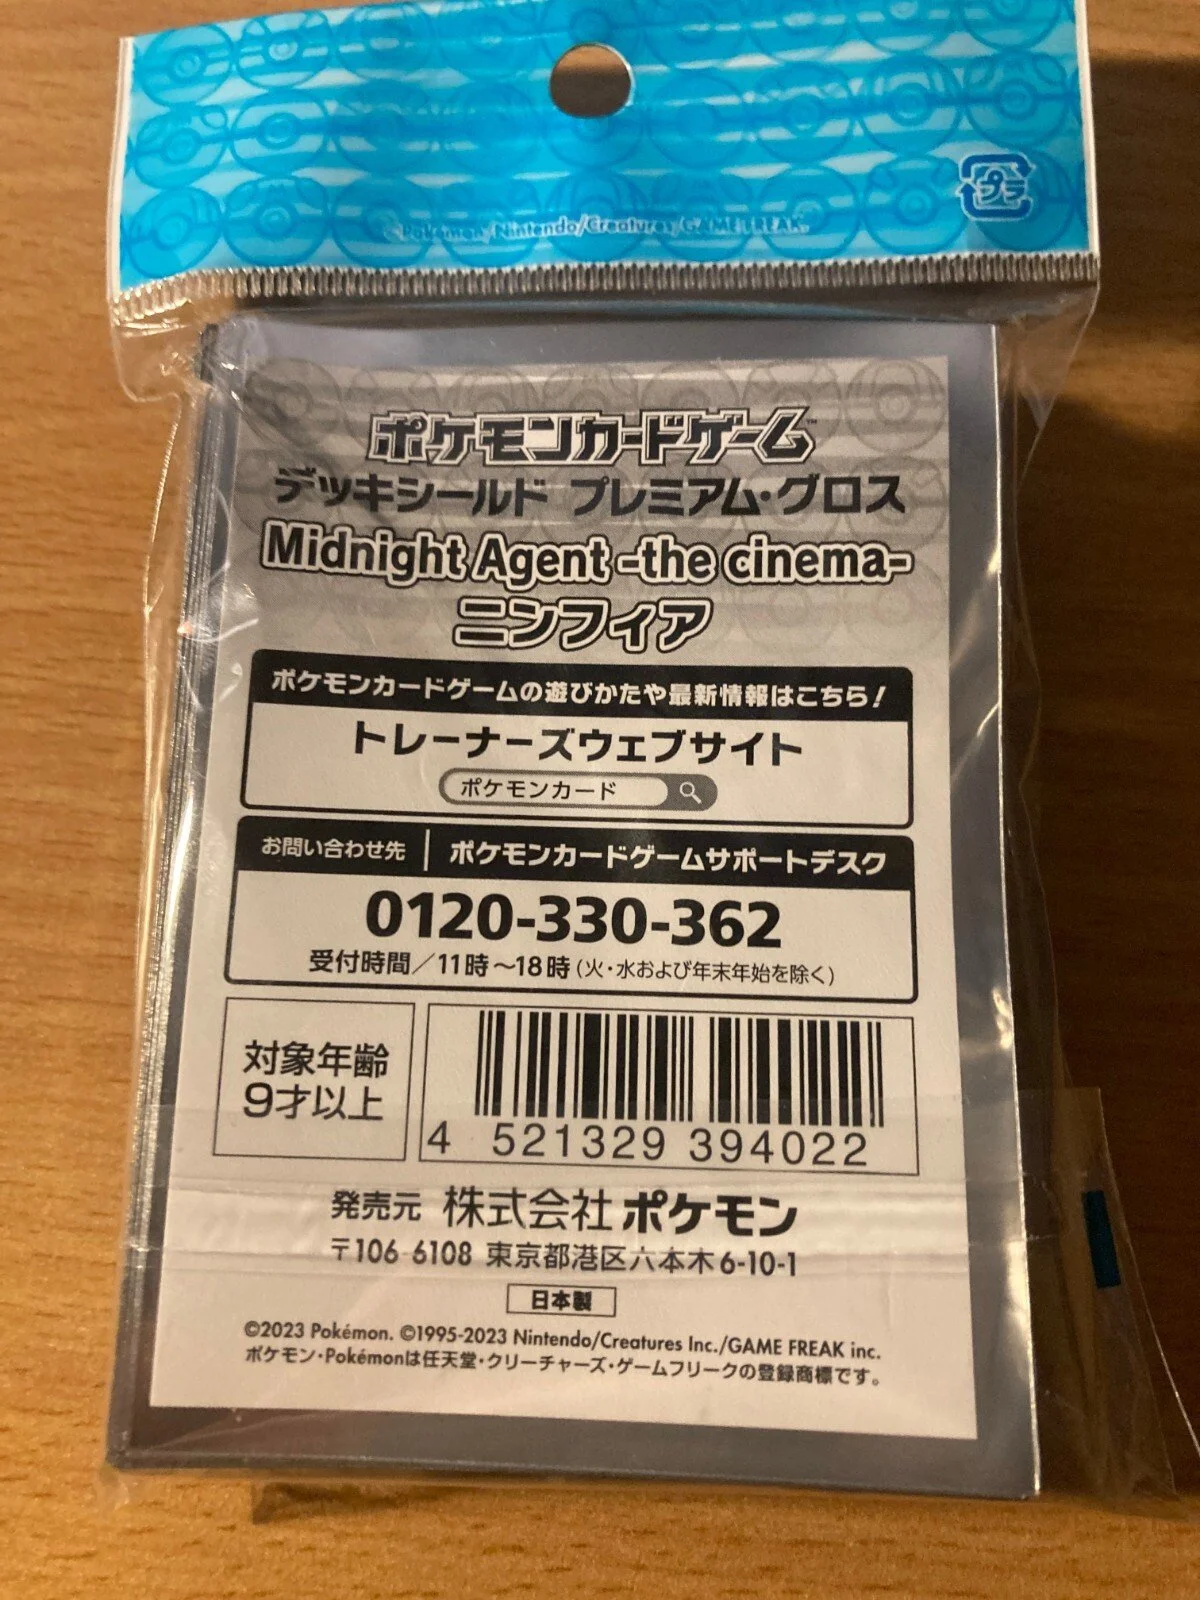 プラ
©Pokémon/Nintendo/Creatures/GAME FREAK.
ポケモンカードゲーム™
デッキシールド プレミアム・グロス
Midnight Agent -the cinema-
ニンフィア
ポケモンカードゲームの遊びかたや最新情報はこちら！
トレーナーズウェブサイト
ポケモンカード
お問い合わせ先 ポケモンカードゲームサポートデスク
0120-330-362
受付時間／11時～18時（火・水および年末年始を除く）
対象年齢
9才以上
4 521329 394022
発売元 株式会社ポケモン
〒106-6108 東京都港区六本木6-10-1
日本製
©2023 Pokémon. ©1995-2023 Nintendo/Creatures Inc./GAME FREAK inc.
ポケモン・Pokémonは任天堂・クリーチャーズ・ゲームフリークの登録商標です。